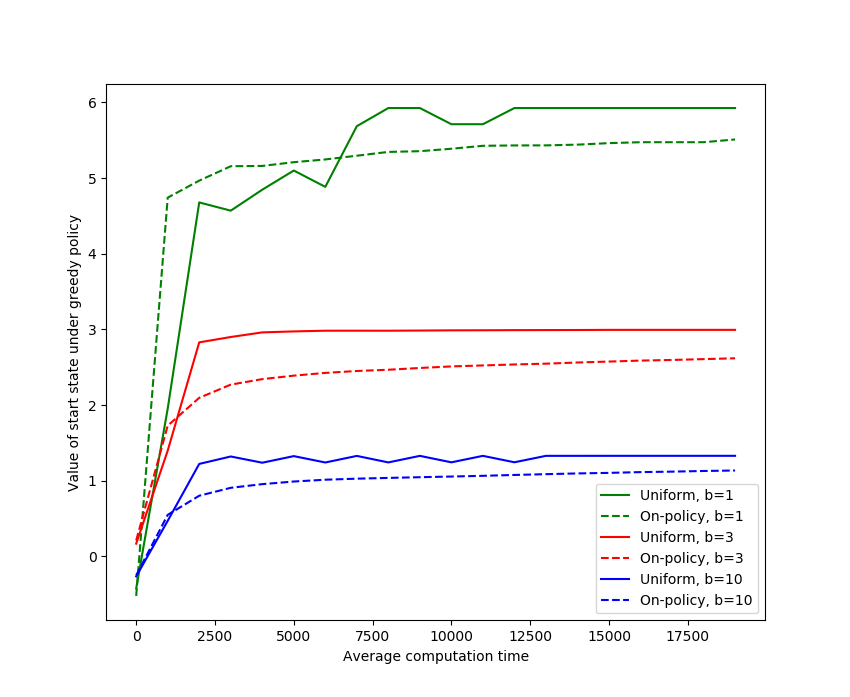 6
5
4
3
2
1
0
Value of start state under greedy policy
0
2500
5000
7500
10000
12500
15000
17500
Average computation time
Uniform, b=1
On-policy, b=1
Uniform, b=3
On-policy, b=3
Uniform, b=10
On-policy, b=10